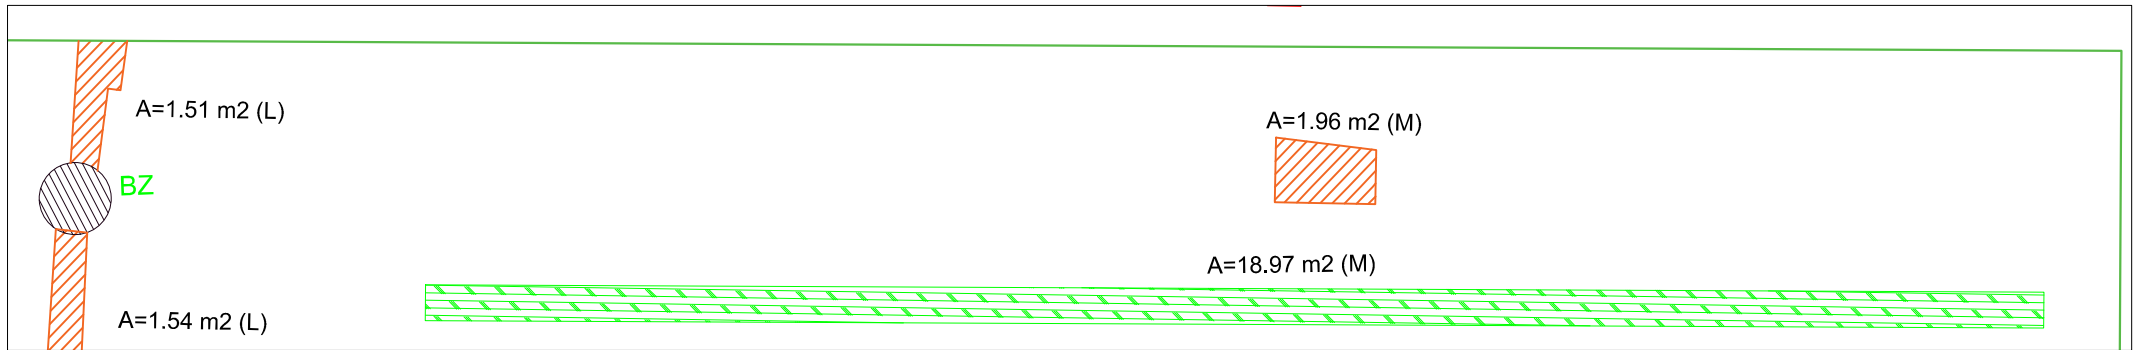 A=1.51 m2 (L)
A=1.96 m2 (M)
BZ
A=18.97 m2 (M)
A=1.54 m2 (L)